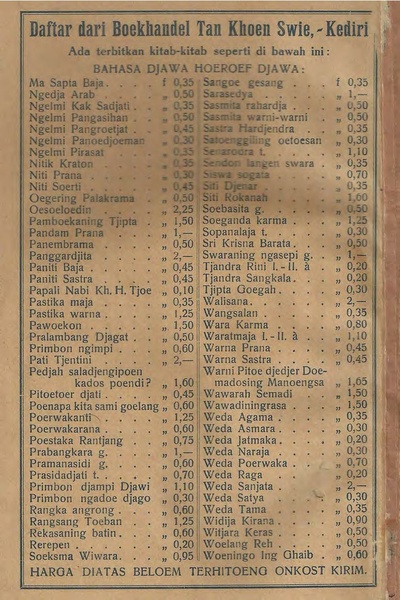 Daftar dari Boekhandel Tan Khoen Swie,-Kediri
Ada terbitkan kitab-kitab seperti di bawah ini:
BAHASA DJAWA HOEROEF DJAWA:
Ma Sapta Baja . . . . f 0,35
Ngedja Arab . . . . „ 0,50
Ngelmi Kak Sadjati . . . „ 0,35
Ngelmi Pangasihan . . . „ 0,50
Ngelmi Pangroetjat . . . „ 0,45
Ngelmi Panoedjoeman . . „ 0,30
Ngelmi Pirasat . . . „ 0,35
Nitik Kraton . . . . „ 0,35
Niti Prana . . . . „ 0,30
Niti Soerti . . . . „ 0,45
Oegering Palakrama . . „ 0,50
Oesoeloedin . . . . „ 2,25
Pamboekaning Tjipta . . „ 1,50
Pandam Prana . . . . „ 1,—
Panembrama . . . . „ 0,50
Panggardjita . . . . „ 2,—
Paniti Baja . . . . „ 0,45
Paniti Sastra . . . . „ 0,45
Papali Nabi Kh. H. Tjoe „ 0,10
Pastika maja . . . . „ 0,35
Pastika warna . . . . „ 1,25
Pawoekon . . . . „ 1,50
Pralambang Djagat . . „ 0,50
Primbon ngimpi . . . „ 0,60
Pati Tjentini . . . . „ 2,—
Pedjah saladjengipoen
kados poendi? . . „ 1,60
Pitoetoer djati . . . „ 0,45
Poenapa kita sami goelang „ 0,60
Poerwakanti . . . . „ 1,25
Poerwakarana . . . . „ 0,60
Poestaka Rantjang . . . „ 0,75
Prabangkara g. . . . „ 1,—
Pramanasidi g. . . . „ 0,60
Prasidadjati t. . . . „ 0,70
Primbon djampi Djawi . „ 1,10
Primbon ngadoe djago . „ 0,30
Rangka angrong . . . „ 0,60
Rangsang Toeban . . . „ 1,25
Rekasaning batin . . . „ 0,60
Rerepen . . . . „ 0,20
Soeksma Wiwara . . . „ 0,95
Sangoe gesang . . . f 0,35
Sarasedya . . . . „ 1,—
Sasmita rahardja . . . „ 0,50
Sasmita warni-warni . . „ 0,50
Sastra Hardjendra . . . „ 0,35
Satoenggiling oetoesan „ 0,30
t. . . . „ 1,10
Sendon langen swara . . „ 0,35
Siswa sogata . . . . „ 0,70
Siti Djenar . . . . „ 0,35
Siti Rokanah . . . . „ 1,60
Soebasita g. . . . . „ 0,50
Soeganda karma . . . „ 1,25
Sopanalaja t. . . . . „ 0,30
Sri Krisna Barata . . . „ 0,50
Swaraning ngasepi g. . „ 1,—
Tjandra Rini I.-II. à „ 0,20
Tjandra Sangkala . . . „ 0,20
Tjipta Goegah . . . . „ 0,30
Walisana . . . . „ 2,—
Wangsalan . . . . „ 0,35
Wara Karma . . . . „ 0,80
Waratmaja I.-II. à „ 1,10
Warna Prana . . . . „ 0,45
Warna Sastra . . . . „ 0,45
Warni Pitoe djedjer Doe-
madosing Manoengsa „ 1,65
Wawarah Semadi . . . „ 1,50
Wawadiningrasa . . . „ 1,50
Weda Agama . . . . „ 0,35
Weda Asmara . . . . „ 0,30
Weda Jatmaka . . . . „ 0,20
Weda Naraja . . . . „ 0,30
Weda Poerwaka . . . „ 0,70
Weda Raga . . . . „ 0,20
Weda Sanjata . . . . „ 2,—
Weda Satya . . . . „ 0,30
Weda Tama . . . . „ 0,35
Widija Kirana . . . . „ 0,90
Witjara Keras . . . . „ 0,50
Woelang Reh . . . . „ 0,50
Woeningo Ing Ghaib . . „ 0,60
HARGA DIATAS BELOEM TERHITOENG ONKOST KIRIM.